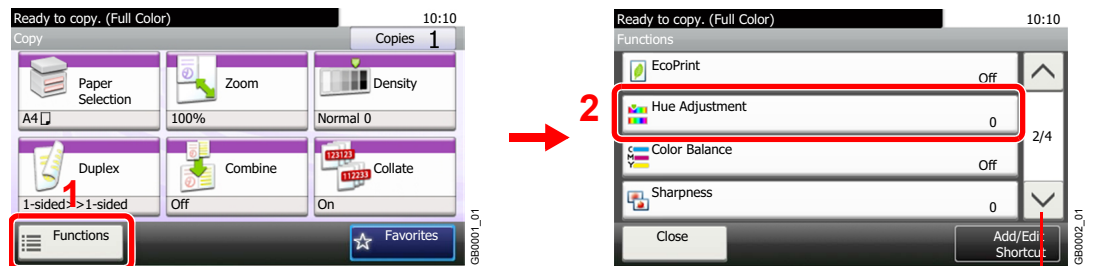 Ready to copy. (Full Color) 10:10
Copy Copies 1
Paper
Selection
Zoom
Density
A4
100%
Normal 0
Duplex
Combine
123123
112233
Collate
1-sided>>1-sided
Off
On
1
Functions
Favorites
GB0001_01
Ready to copy. (Full Color) 10:10
Functions
EcoPrint
Off
2
Hue Adjustment
0
2/4
C
M
Y
Color Balance
Off
Sharpness
0
Close
Add/Edit
Shortcut
GB0002_01